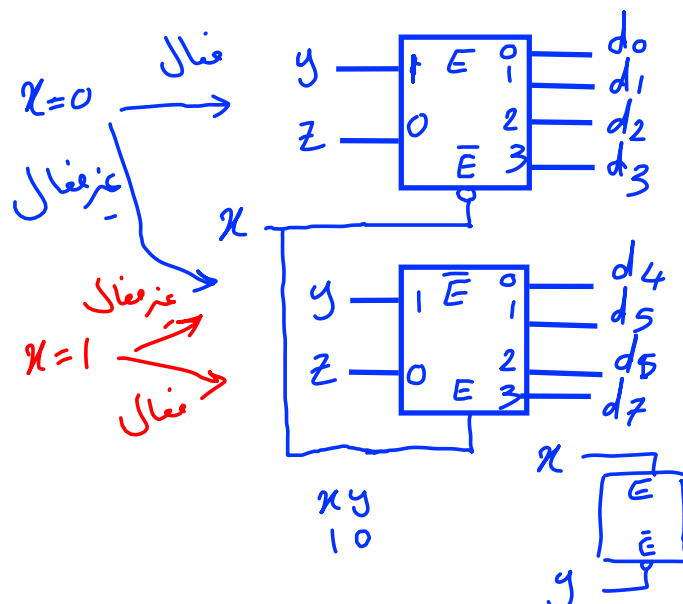 d0
فعال
y 1 E 0
1 d1
x=0
z 0 2 d2
Ē 3 d3
غیرفعال
x
d4
y 1 Ē 0
غیرفعال
1 d5
x=1
z 0 2 d6
E 3 d7
فعال
x
x y
E
1 0
Ē
y